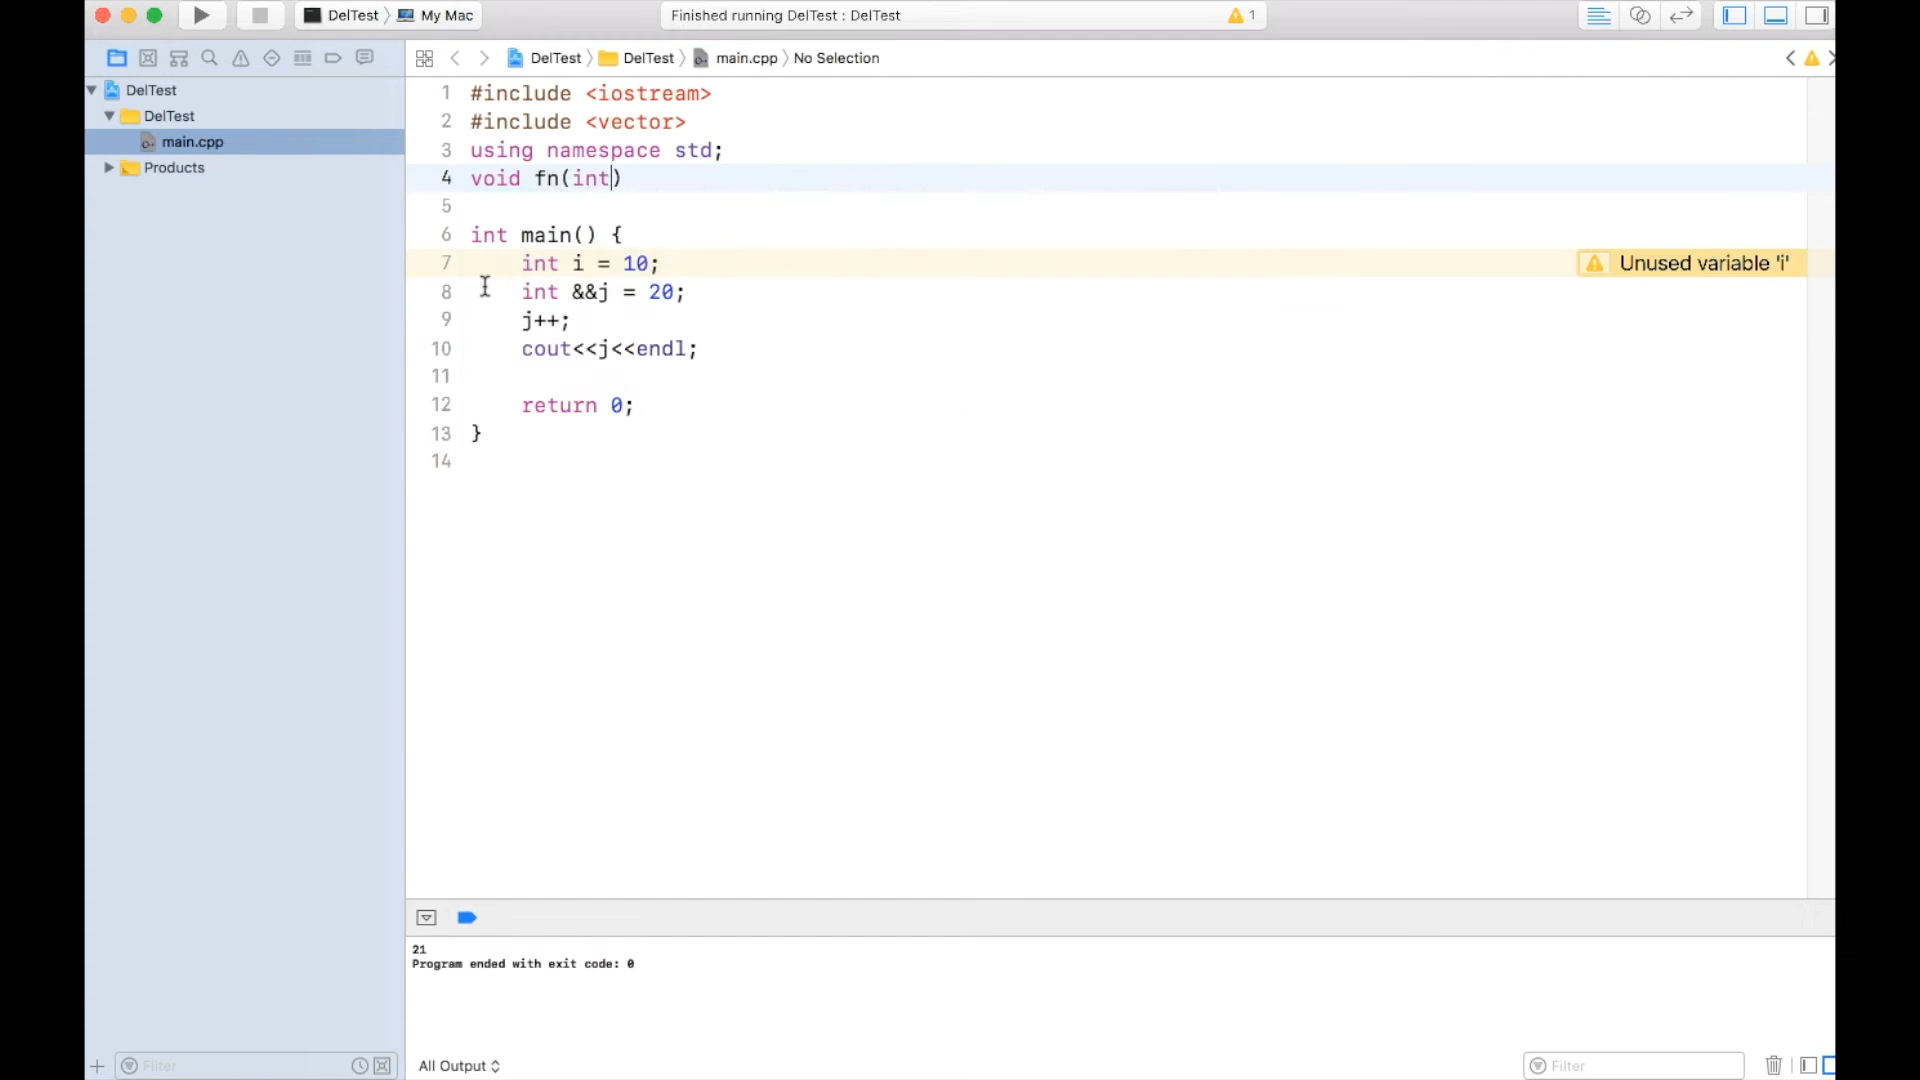 DelTest
My Mac
Finished running DelTest : DelTest
1
DelTest
DelTest
main.cpp
No Selection
DelTest
DelTest
main.cpp
Products
1 #include <iostream>
2 #include <vector>
3 using namespace std;
4 void fn(int)
5
6 int main() {
7 int i = 10;
Unused variable 'i'
8 int &&j = 20;
9 j++;
10 cout<<j<<endl;
11
12 return 0;
13 }
14
21
Program ended with exit code: 0
Filter
All Output
Filter